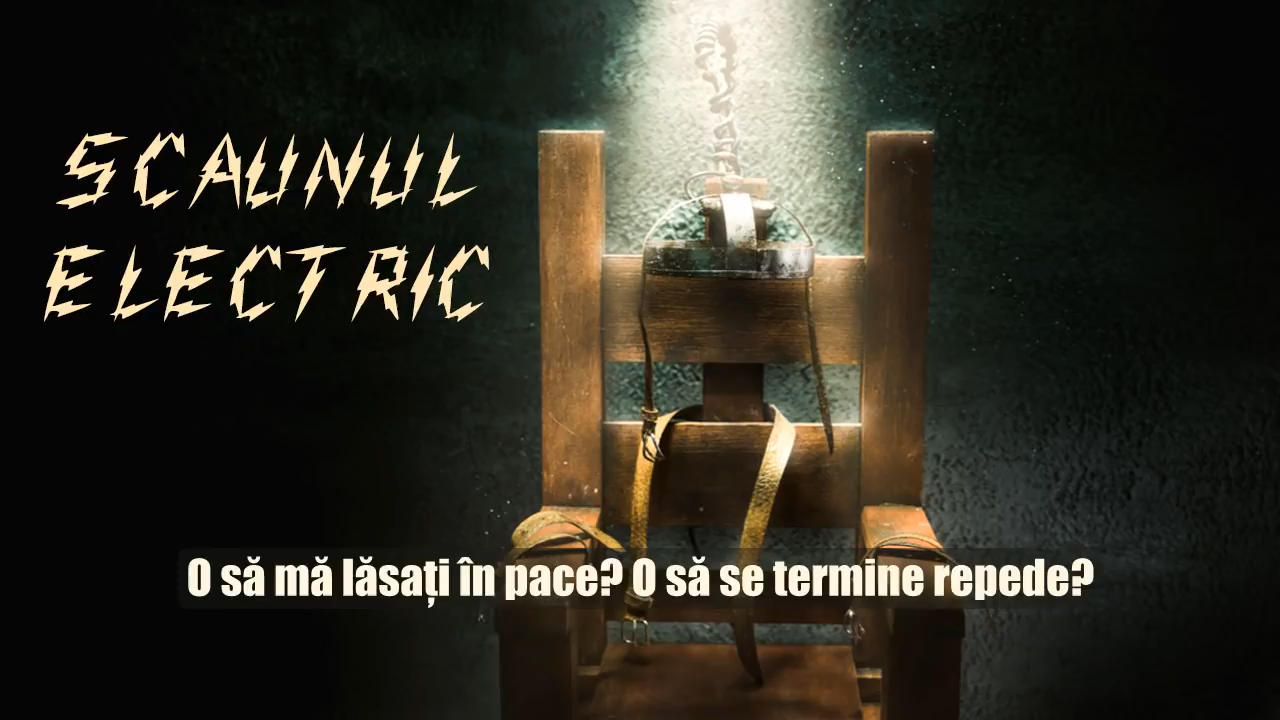 SCAUNUL
ELECTRIC
O să mă lăsați în pace? O să se termine repede?